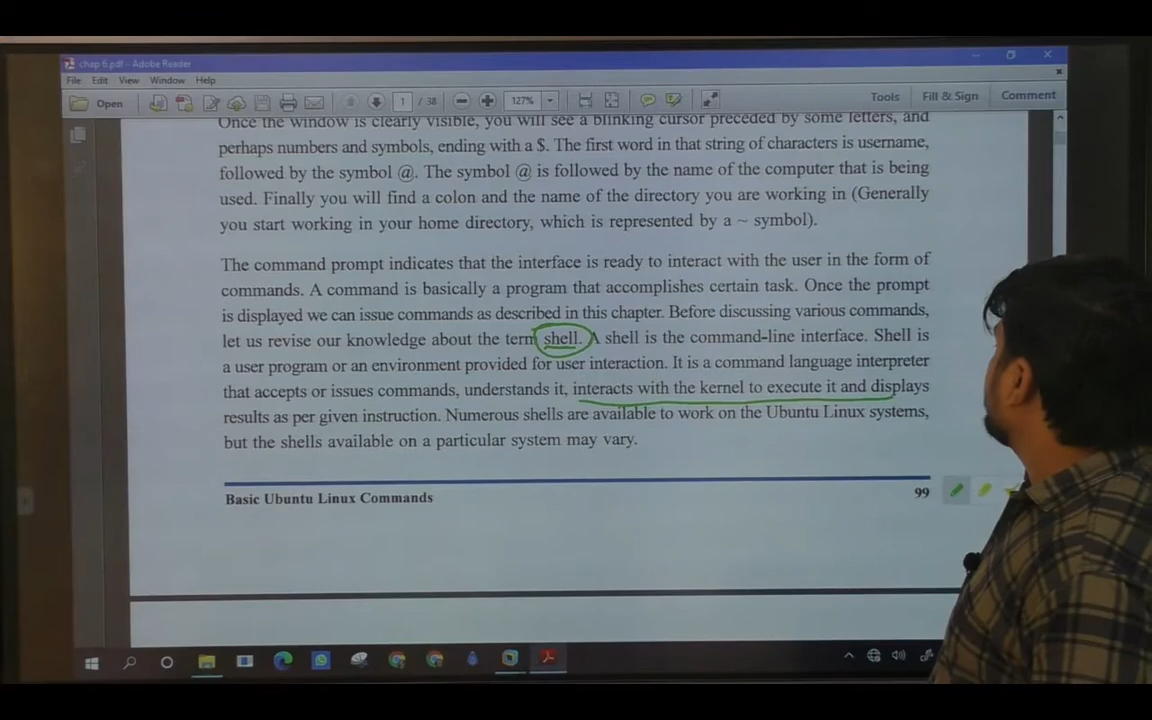 chap 6.pdf - Adobe Reader
File Edit View Window Help
Open 1 / 38 127% Tools Fill & Sign Comment
Once the window is clearly visible, you will see a blinking cursor preceded by some letters, and
perhaps numbers and symbols, ending with a $. The first word in that string of characters is username,
followed by the symbol @. The symbol @ is followed by the name of the computer that is being
used. Finally you will find a colon and the name of the directory you are working in (Generally
you start working in your home directory, which is represented by a ~ symbol).
The command prompt indicates that the interface is ready to interact with the user in the form of
commands. A command is basically a program that accomplishes certain task. Once the prompt
is displayed we can issue commands as described in this chapter. Before discussing various commands,
let us revise our knowledge about the term shell. A shell is the command-line interface. Shell is
a user program or an environment provided for user interaction. It is a command language interpreter
that accepts or issues commands, understands it, interacts with the kernel to execute it and displays
results as per given instruction. Numerous shells are available to work on the Ubuntu Linux systems,
but the shells available on a particular system may vary.
Basic Ubuntu Linux Commands 99